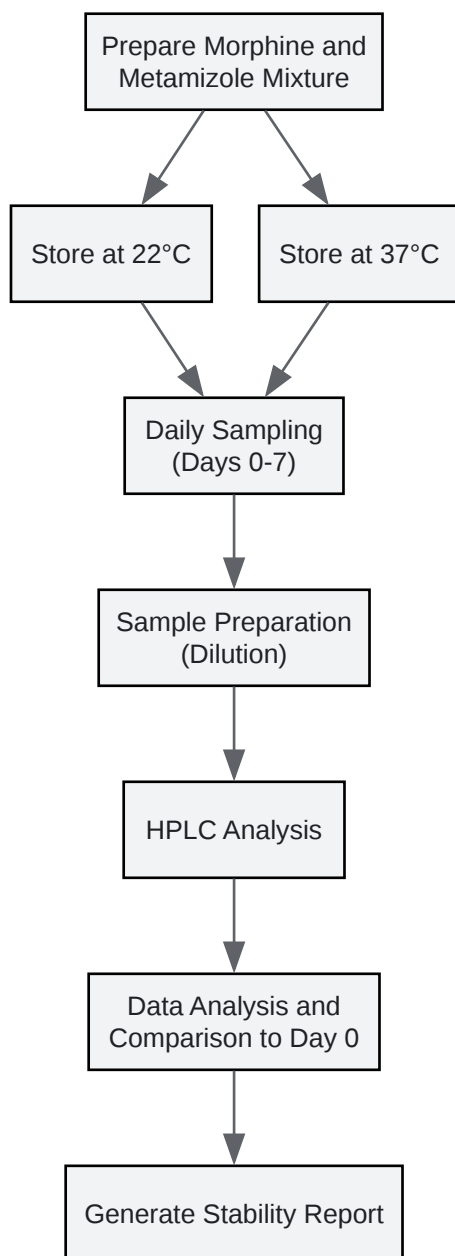 Prepare Morphine and
Metamizole Mixture
Store at 22°C
Store at 37°C
Daily Sampling
(Days 0-7)
Sample Preparation
(Dilution)
HPLC Analysis
Data Analysis and
Comparison to Day 0
Generate Stability Report